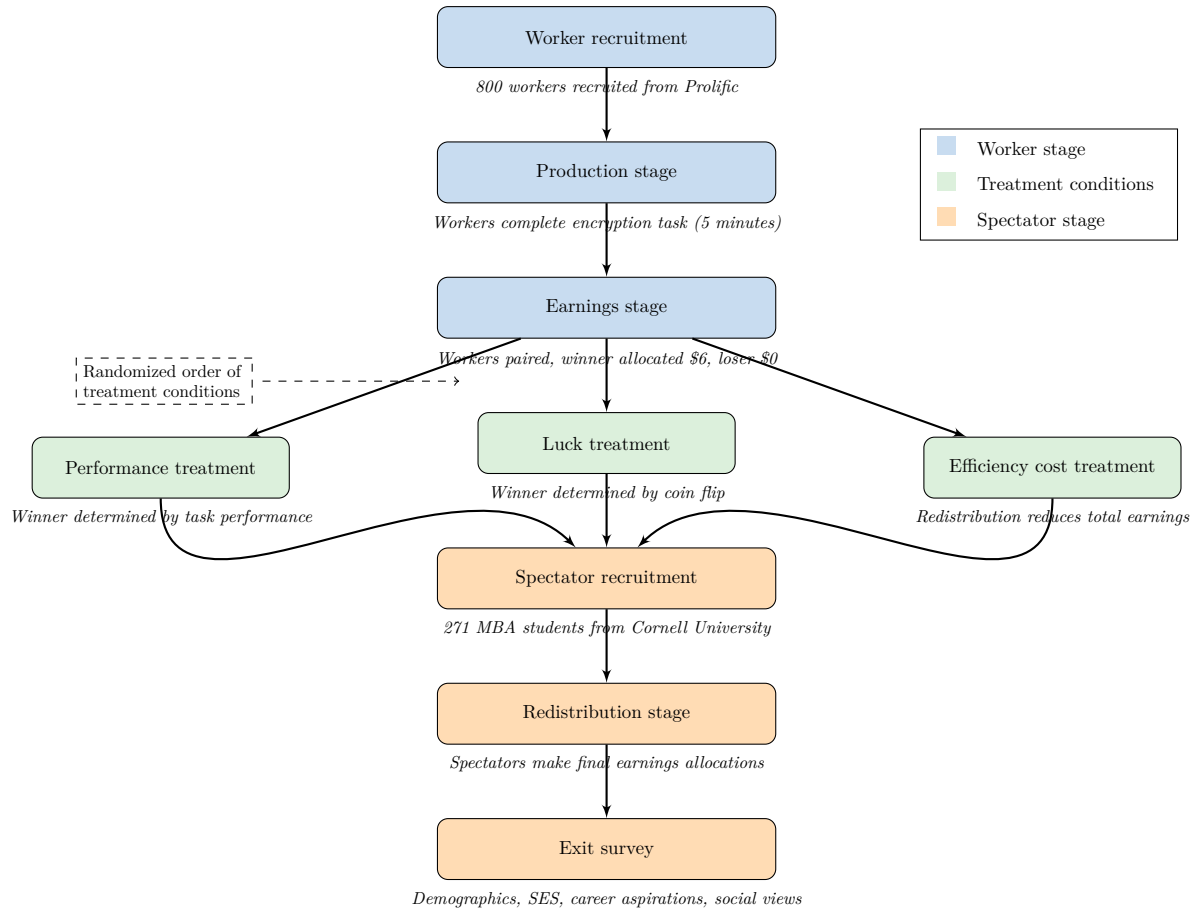 Worker recruitment
800 workers recruited from Prolific
Production stage
Workers complete encryption task (5 minutes)
Worker stage
Treatment conditions
Spectator stage
Earnings stage
Workers paired, winner allocated $6, loser $0
Randomized order of
treatment conditions
Performance treatment
Winner determined by task performance
Luck treatment
Winner determined by coin flip
Efficiency cost treatment
Redistribution reduces total earnings
Spectator recruitment
271 MBA students from Cornell University
Redistribution stage
Spectators make final earnings allocations
Exit survey
Demographics, SES, career aspirations, social views